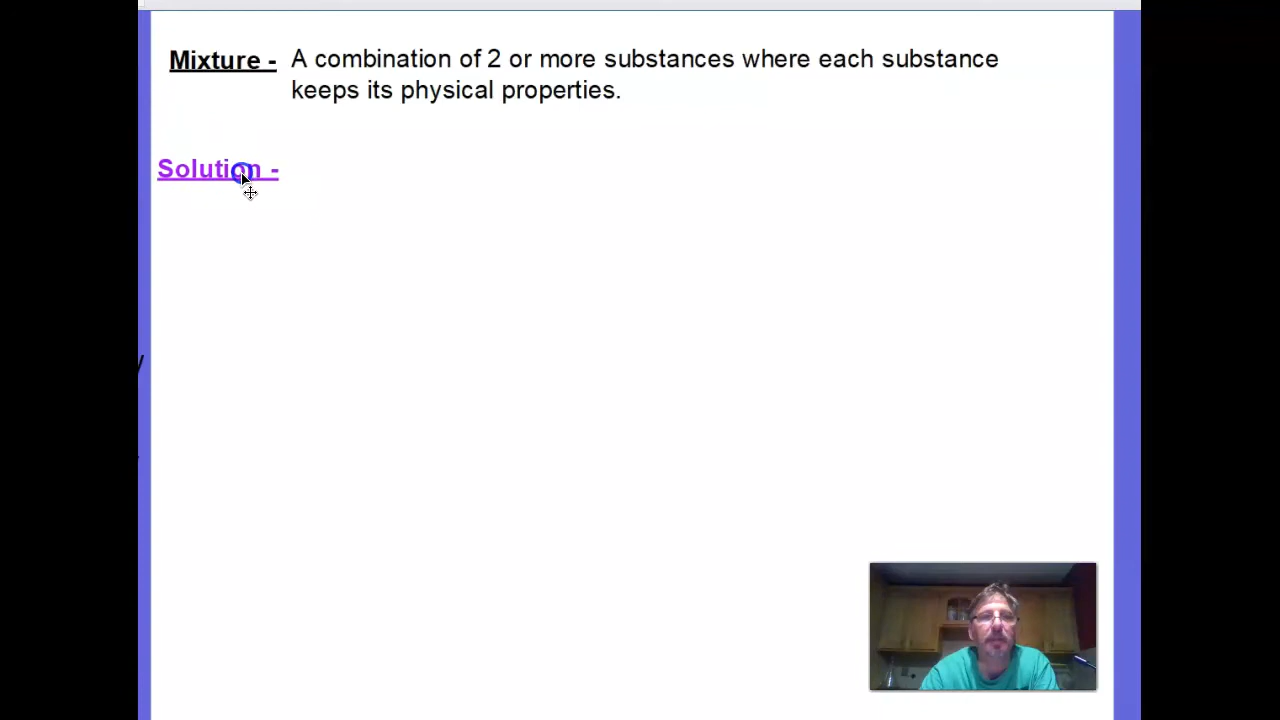 Mixture - A combination of 2 or more substances where each substance
keeps its physical properties.
Solution -